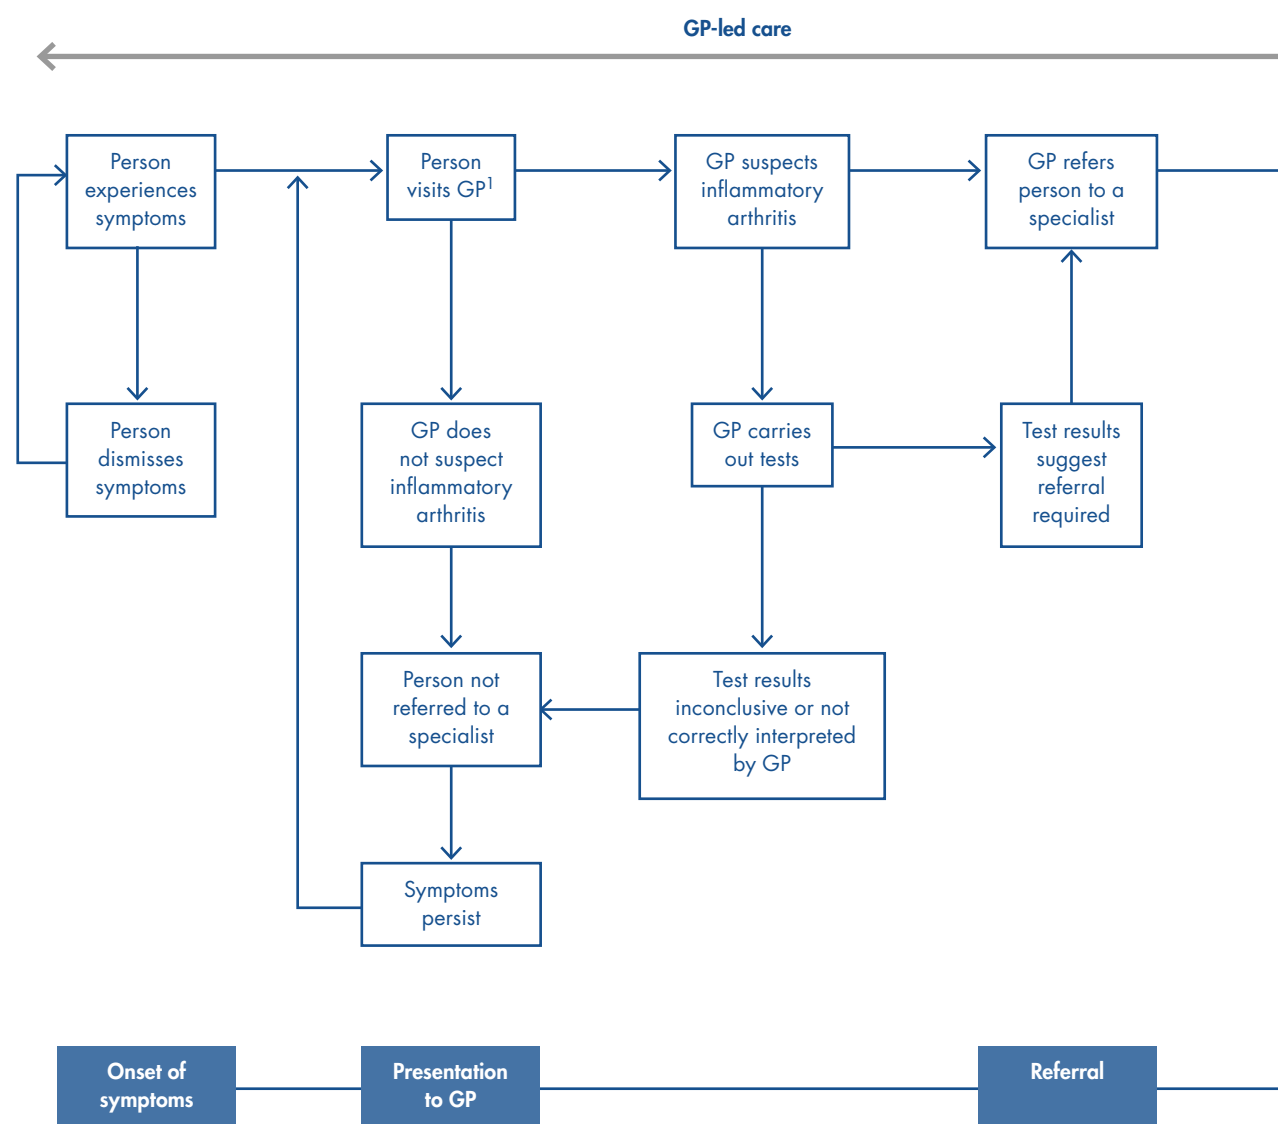 GP-led care
Person
experiences
symptoms
Person
visits GP1
GP suspects
inflammatory
arthritis
GP refers
person to a
specialist
Person
dismisses
symptoms
GP does
not suspect
inflammatory
arthritis
GP carries
out tests
Test results
suggest
referral
required
Person not
referred to a
specialist
Test results
inconclusive or not
correctly interpreted
by GP
Symptoms
persist
Onset of
symptoms
Presentation
to GP
Referral